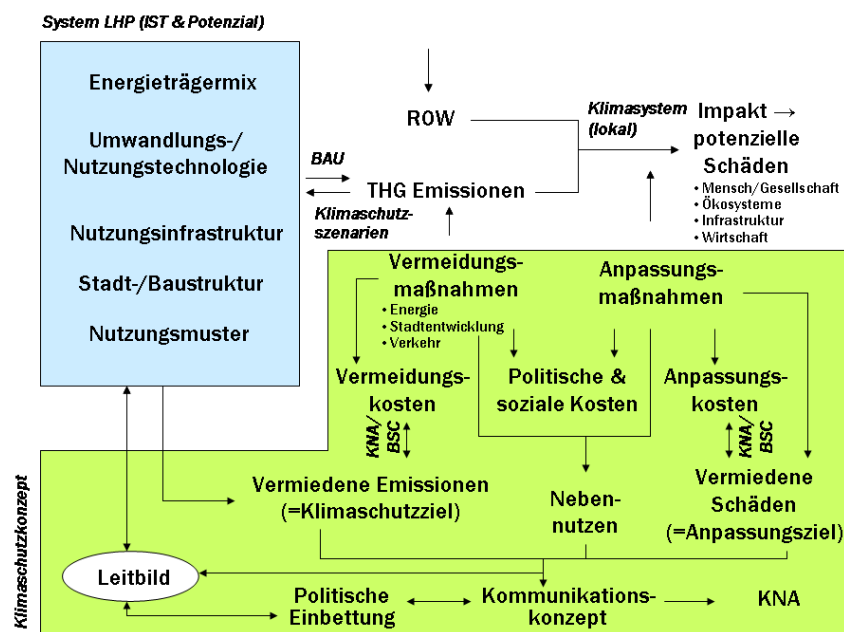 System LHP (IST & Potenzial)
Energieträgermix
Umwandlungs-/
Nutzungstechnologie
Nutzungsinfrastruktur
Stadt-/Baustruktur
Nutzungsmuster
BAU
Klimaschutz-
szenarien
ROW
THG Emissionen
Klimasystem
(lokal)
Impakt →
potenzielle
Schäden
• Mensch/Gesellschaft
• Ökosysteme
• Infrastruktur
• Wirtschaft
Vermeidungs-
maßnahmen
• Energie
• Stadtentwicklung
• Verkehr
Anpassungs-
maßnahmen
Vermeidungs-
kosten
Politische &
soziale Kosten
Anpassungs-
kosten
KNA/
BSC
KNA/
BSC
Vermiedene Emissionen
(=Klimaschutzziel)
Neben-
nutzen
Vermiedene
Schäden
(=Anpassungsziel)
Klimaschutzkonzept
Leitbild
Politische
Einbettung
Kommunikations-
konzept
KNA